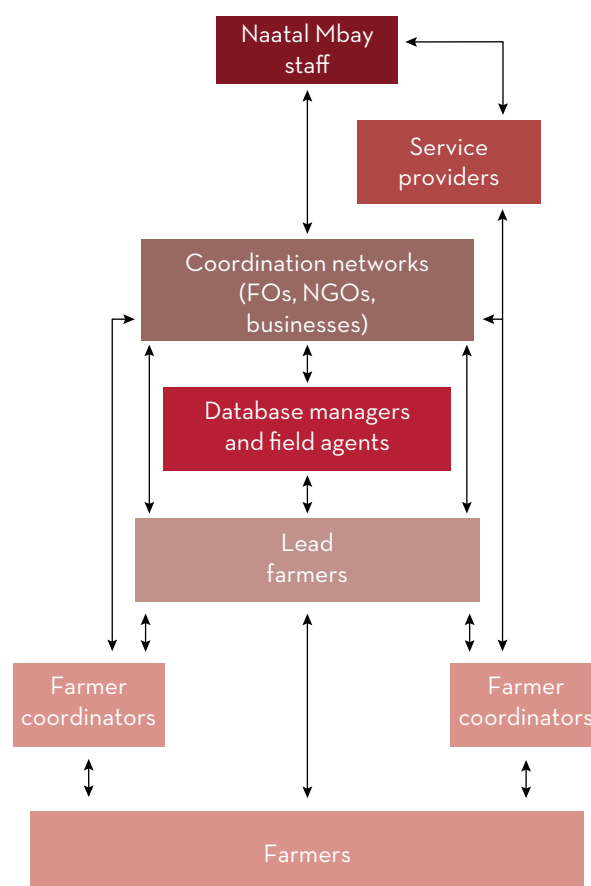 Naatal Mbay
staff
Service
providers
Coordination networks
(FOs, NGOs,
businesses)
Database managers
and field agents
Lead
farmers
Farmer
coordinators
Farmer
coordinators
Farmers